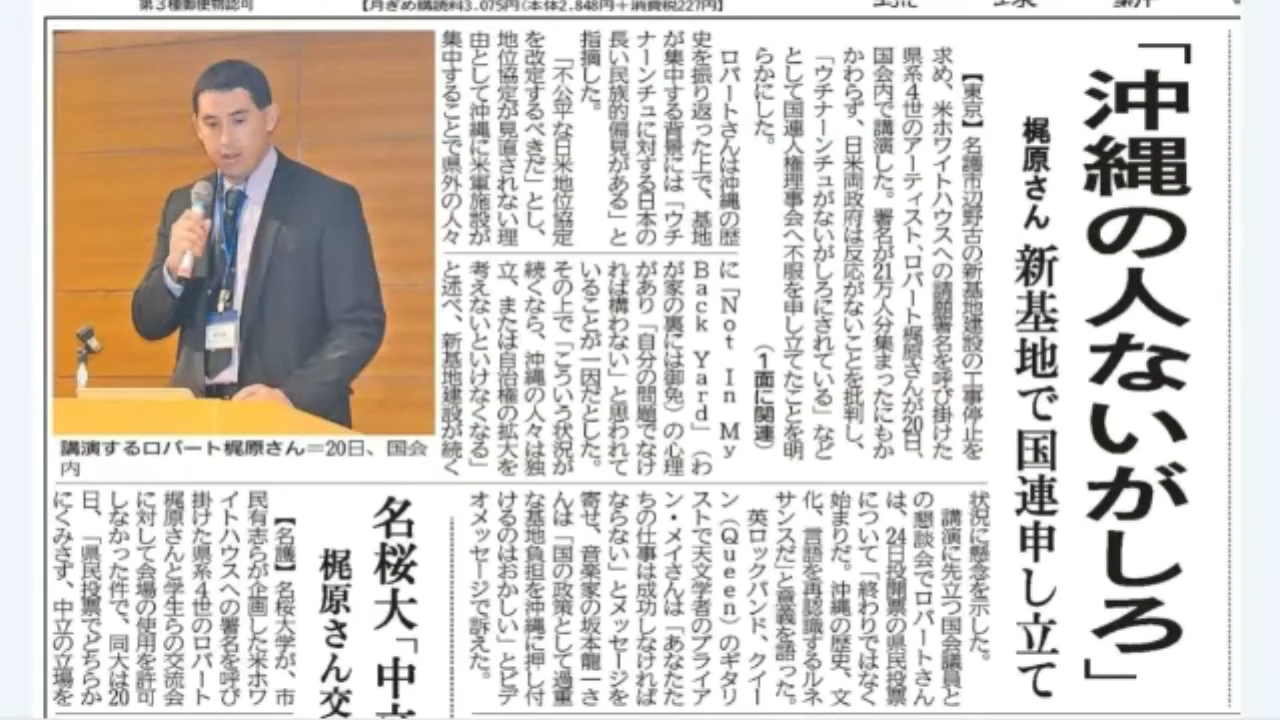 第3種郵便物認可
【月ぎめ購読料3,075円(本体2,848円+消費税227円)】
「沖縄の人ないがしろ」
梶原さん 新基地で国連申し立て
【東京】名護市辺野古の新基地建設の工事停止を
求め、米ホワイトハウスへの請願署名を呼び掛けた
県系4世のアーティスト、ロバート梶原さんが20日、
国会内で講演した。署名が21万人分集まったにもか
かわらず、日米両政府は反応がないことを批判し、
「ウチナーンチュがないがしろにされている」など
として国連人権理事会へ不服を申し立てたことを明
らかにした。 (1面に関連)
ロバートさんは沖縄の歴
史を振り返った上で、基地
が集中する背景には「ウチ
ナーンチュに対する日本の
長い民族的偏見がある」と
指摘した。
「不公平な日米地位協定
を改定するべきだ」とし、
地位協定が見直されない理
由として沖縄に米軍施設が
集中することで県外の人々
に「Not In My
Back Yard」(わ
が家の裏には御免)の心理
があり「自分の問題でなけ
れば構わない」と思われて
いることが一因だとした。
その上で「こういう状況が
続くなら、沖縄の人々は独
立、または自治権の拡大を
考えないといけなくなる」
と述べ、新基地建設が続く
状況に懸念を示した。
講演に先立つ国会議員と
の懇談会でロバートさん
は、24日投開票の県民投票
について「終わりではなく
始まりだ。沖縄の歴史、文
化、言語を再認識するルネ
サンスだ」と意義を語った。
英ロックバンド、クイー
ン(Queen)のギタリ
ストで天文学者のブライア
ン・メイさんは「あなたた
ちの仕事は成功しなければ
ならない」とメッセージを
寄せ、音楽家の坂本龍一さ
んは「国の政策として過重
な基地負担を沖縄に押し付
けるのはおかしい」とビデ
オメッセージで訴えた。
講演するロバート梶原さん＝20日、国会
内
名桜大「中立
梶原さん交
【名護】名桜大学が、市
民有志らが企画した米ホワ
イトハウスへの署名を呼び
掛けた県系4世のロバート
梶原さんと学生らの交流会
に対して会場の使用を許可
しなかった件で、同大は20
日、「県民投票でどちらか
にくみさず、中立の立場を